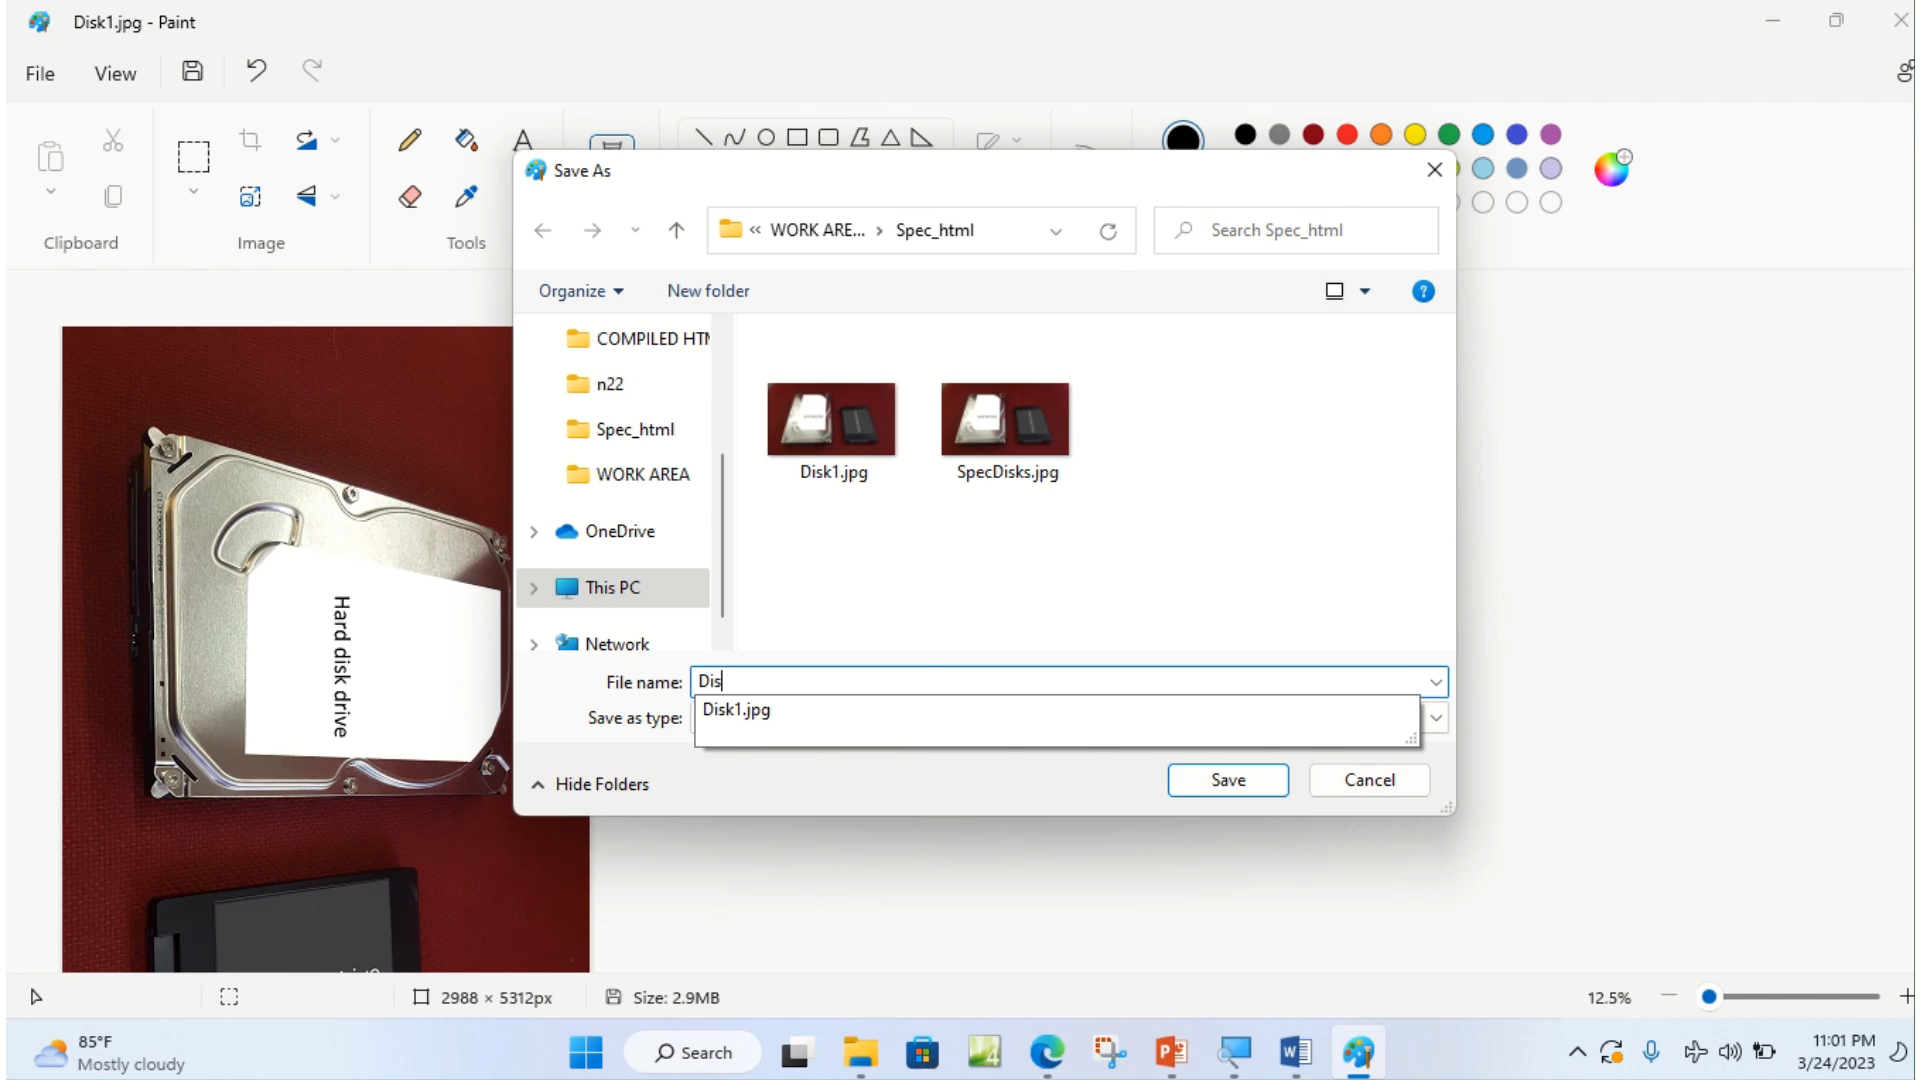 Disk1.jpg - Paint
File
View
Clipboard
Image
Tools
Save As
WORK ARE...
Spec_html
Search Spec_html
Organize
New folder
COMPILED HTM
n22
Spec_html
WORK AREA
OneDrive
This PC
Network
Disk1.jpg
SpecDisks.jpg
File name:
Dis
Save as type:
Disk1.jpg
Hide Folders
Save
Cancel
Hard disk drive
2988 × 5312px
Size: 2.9MB
12.5%
85°F
Mostly cloudy
Search
11:01 PM
3/24/2023